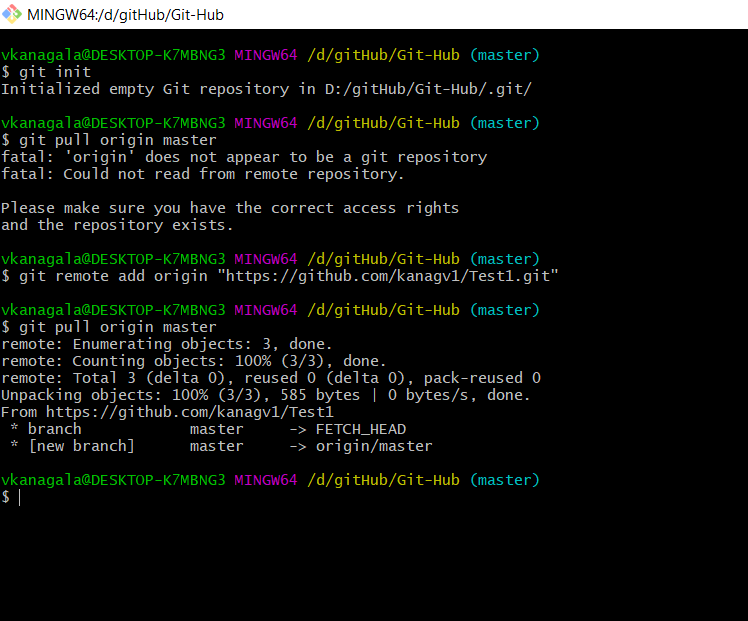 MINGW64:/d/gitHub/Git-Hub
vkanagala@DESKTOP-K7MBNG3 MINGW64 /d/gitHub/Git-Hub (master)
$ git init
Initialized empty Git repository in D:/gitHub/Git-Hub/.git/
vkanagala@DESKTOP-K7MBNG3 MINGW64 /d/gitHub/Git-Hub (master)
$ git pull origin master
fatal: 'origin' does not appear to be a git repository
fatal: Could not read from remote repository.
Please make sure you have the correct access rights
and the repository exists.
vkanagala@DESKTOP-K7MBNG3 MINGW64 /d/gitHub/Git-Hub (master)
$ git remote add origin "https://github.com/kanagv1/Test1.git"
vkanagala@DESKTOP-K7MBNG3 MINGW64 /d/gitHub/Git-Hub (master)
$ git pull origin master
remote: Enumerating objects: 3, done.
remote: Counting objects: 100% (3/3), done.
remote: Total 3 (delta 0), reused 0 (delta 0), pack-reused 0
Unpacking objects: 100% (3/3), 585 bytes | 0 bytes/s, done.
From https://github.com/kanagv1/Test1
 * branch            master     -> FETCH_HEAD
 * [new branch]      master     -> origin/master
vkanagala@DESKTOP-K7MBNG3 MINGW64 /d/gitHub/Git-Hub (master)
$